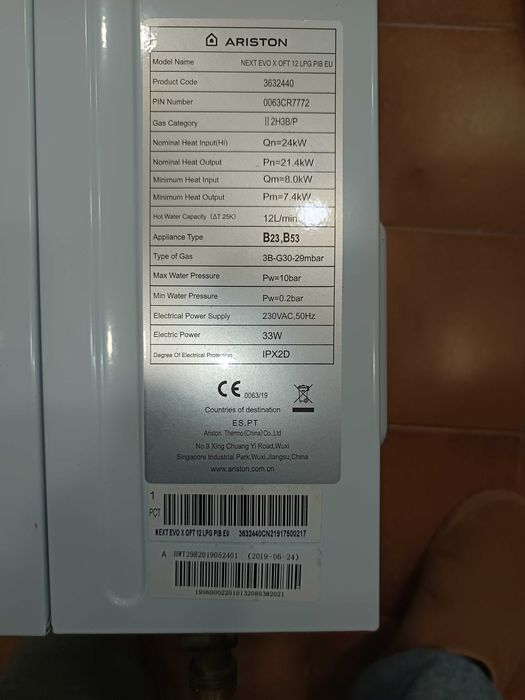 ARISTON
Model Name NEXT EVO X OFT 12 LPG PIB EU
Product Code 3632440
PIN Number 0063CR7772
Gas Category II2H3B/P
Nominal Heat Input(Hi) Qn=24kW
Nominal Heat Output Pn=21.4kW
Minimum Heat Input Qm=8.0kW
Minimum Heat Output Pm=7.4kW
Hot Water Capacity (ΔT 25K) 12L/min
Appliance Type B23,B53
Type of Gas 3B-G30-29mbar
Max Water Pressure Pw=10bar
Min Water Pressure Pw=0.2bar
Electrical Power Supply 230VAC,50Hz
Electric Power 33W
Degree Of Electrical Protection IPX2D
CE 0063/19
Countries of destination
ES,PT
Ariston Thermo(China)Co.,Ltd
No.9 Xing Chuang Yi Road,Wuxi
Singapore Industrial Park,Wuxi,Jiangsu,China
www.ariston.com.cn
1
PCT
NEXT EVO X OFT 12 LPG PIB EU 3632440CN21917500217
A HWT29B2019052401 (2019-06-24)
190600022010132080382021